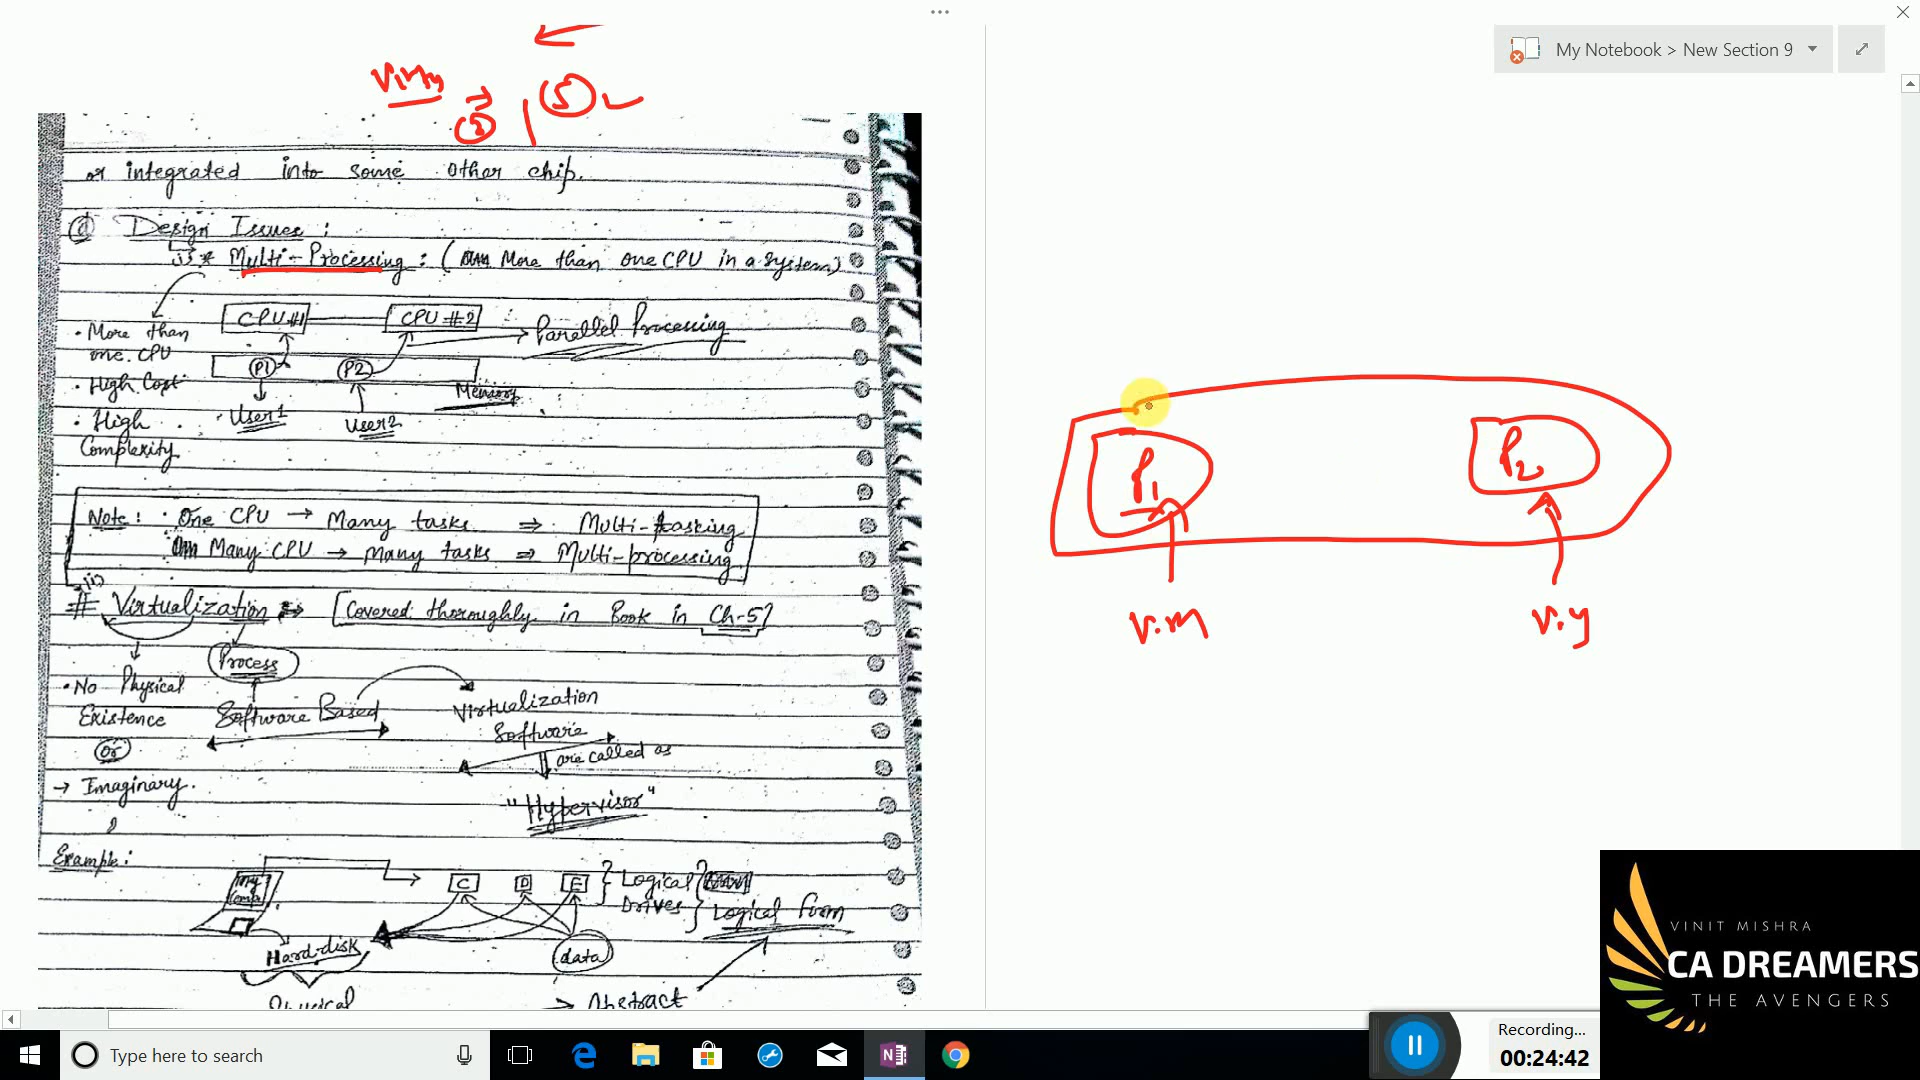 My Notebook > New Section 9
V.M
5
3
or integrated into some other chip.
d Design Issues:
Multi-Processing: (More than one CPU in a system)
• More than one CPU
• High Cost
• High Complexity
CPU#1
CPU #2
Parallel Processing
P1
P2
Memory
User1
User2
Note: • One CPU → Many tasks ⇒ Multi-tasking
Many CPU → Many tasks ⇒ Multi-processing
(ii)
# Virtualization ⇒ [Covered thoroughly in Book in Ch-5]
Process
• No Physical Existence
or
→ Imaginary.
Software Based
Virtualization Software
are called as
"Hypervisor"
Example:
My Comp
C
D
E
Logical Drives
Logical form
Hard disk
data
Physical
→ Abstract
P1
P2
V.M
V.Y
VINIT MISHRA
CA DREAMERS
THE AVENGERS
Type here to search
Recording...
00:24:42